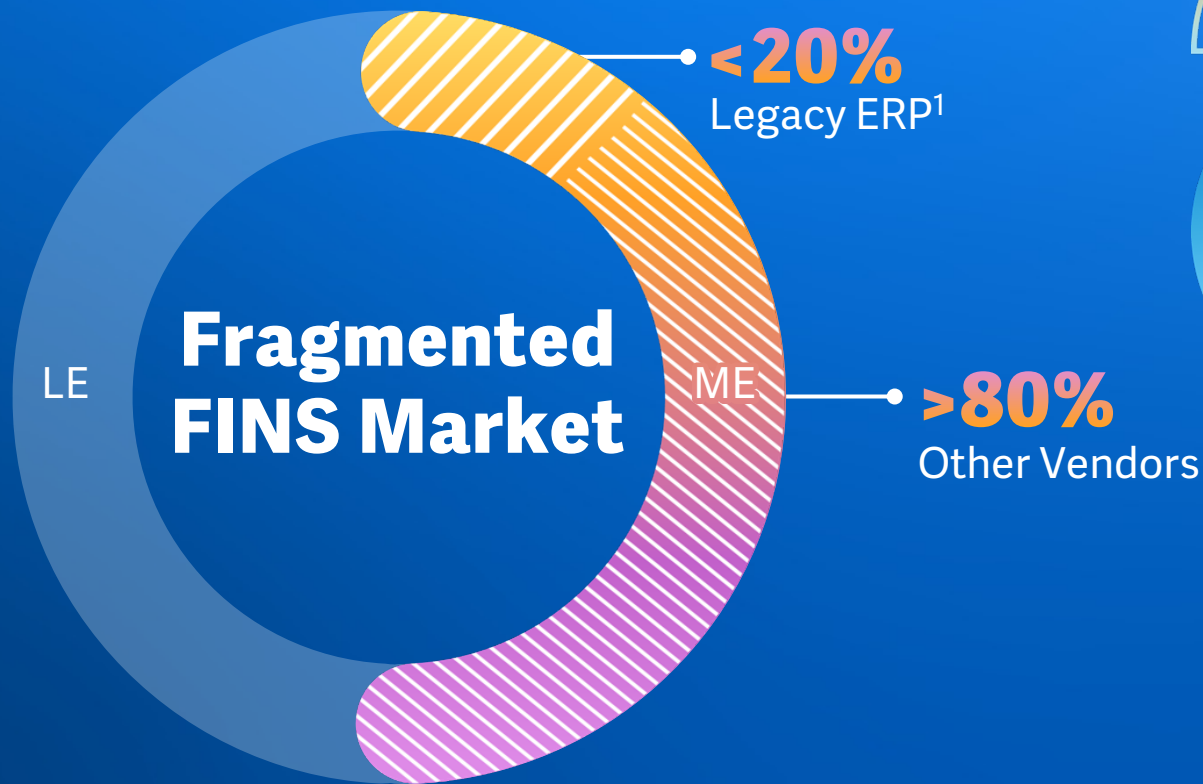 <20%
Legacy ERP¹
LE
Fragmented
FINS Market
ME
>80%
Other Vendors